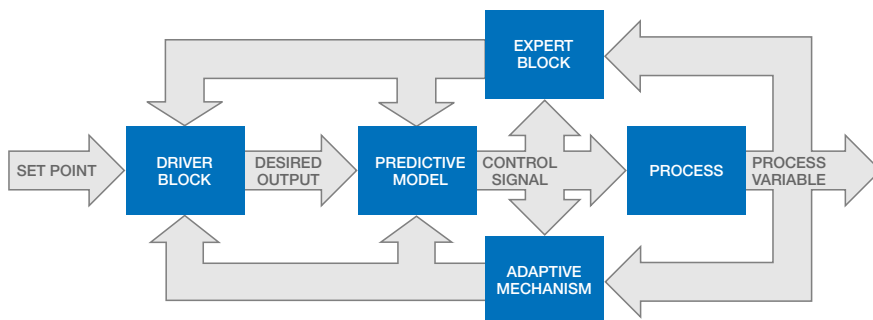 EXPERT
BLOCK
SET POINT
DRIVER
BLOCK
DESIRED
OUTPUT
PREDICTIVE
MODEL
CONTROL
SIGNAL
PROCESS
PROCESS
VARIABLE
ADAPTIVE
MECHANISM